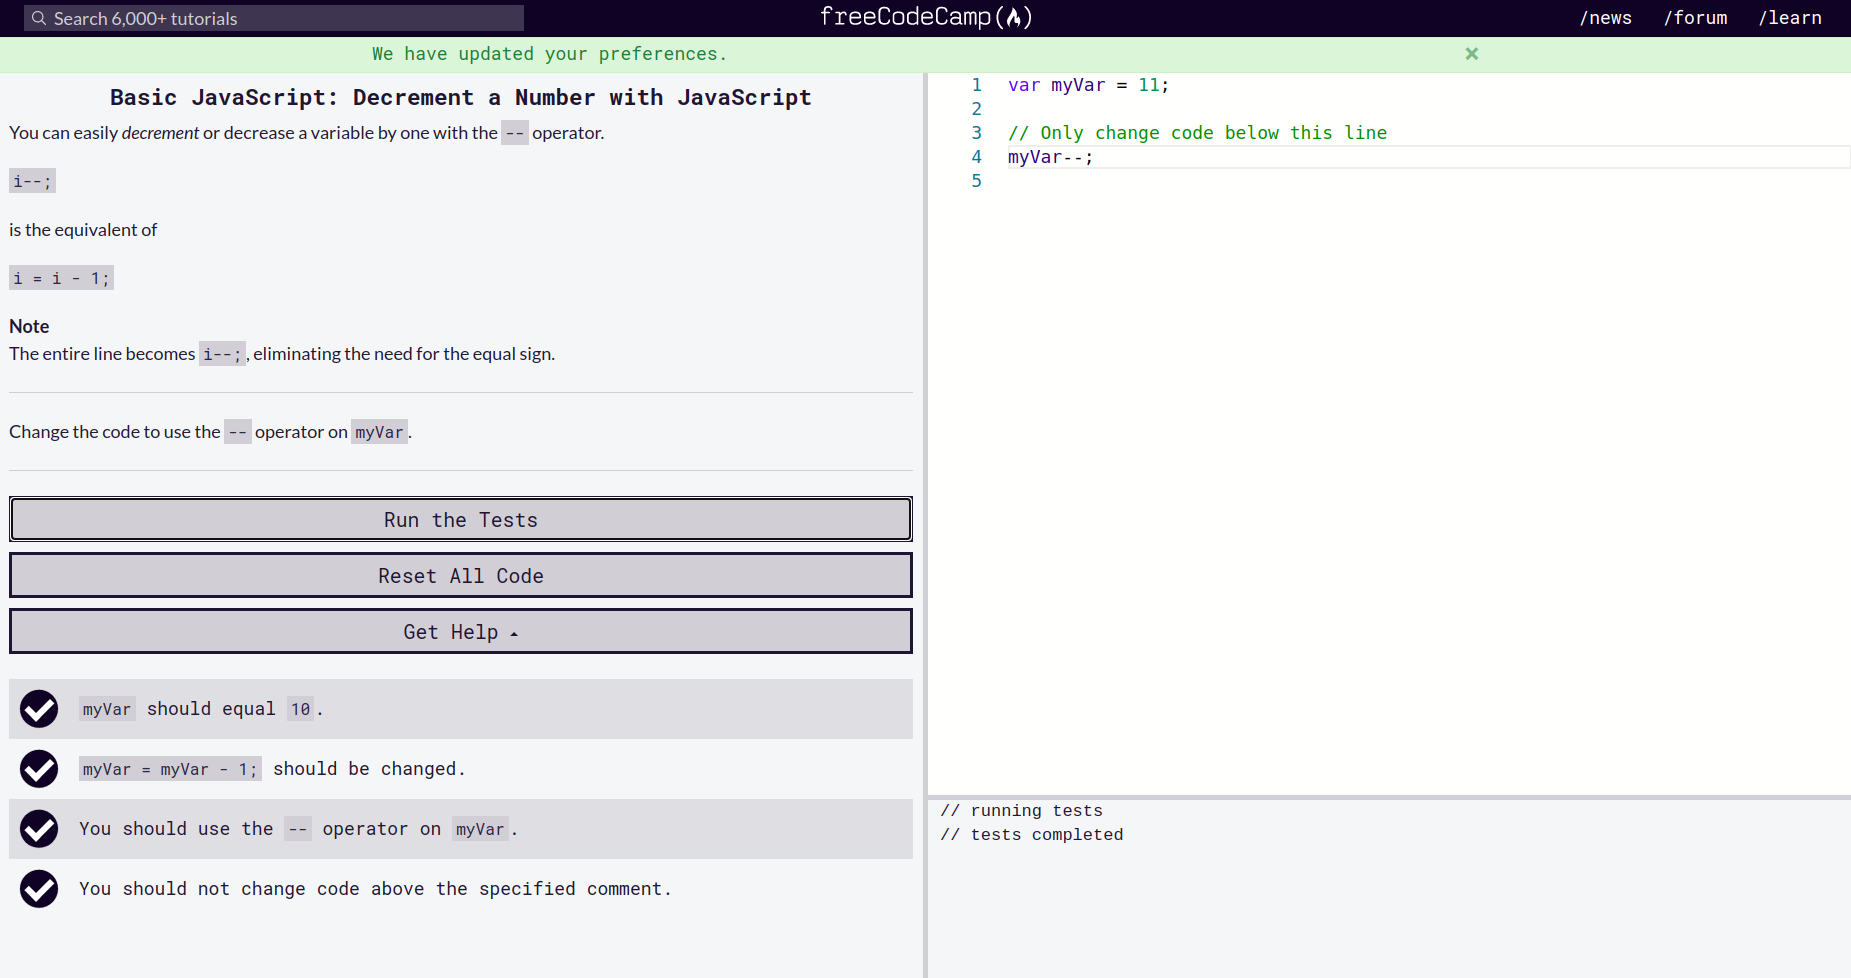 Search 6,000+ tutorials
freeCodeCamp(🔥)
/news /forum /learn
We have updated your preferences.
×
Basic JavaScript: Decrement a Number with JavaScript
You can easily decrement or decrease a variable by one with the -- operator.
i--;
is the equivalent of
i = i - 1;
Note
The entire line becomes i--;, eliminating the need for the equal sign.
Change the code to use the -- operator on myVar.
Run the Tests
Reset All Code
Get Help
myVar should equal 10.
myVar = myVar - 1; should be changed.
You should use the -- operator on myVar.
You should not change code above the specified comment.
1 var myVar = 11;
2
3 // Only change code below this line
4 myVar--;
5
// running tests
// tests completed